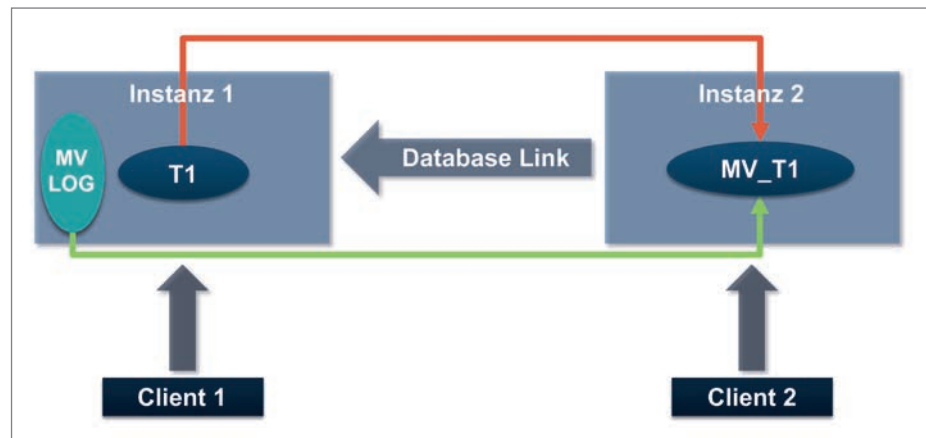 Instanz 1
Instanz 2
MV
LOG
T1
Database Link
MV_T1
Client 1
Client 2